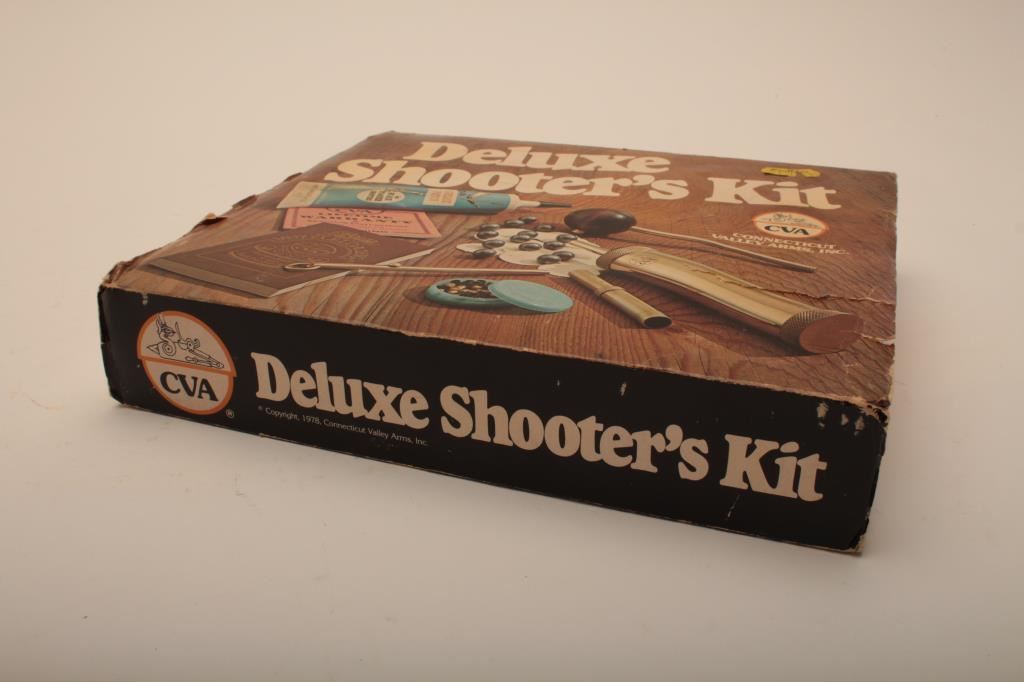 Deluxe
Shooter's Kit
CVA
CONNECTICUT
VALLEY ARMS, INC.
CVA
®
Deluxe Shooter's Kit
© Copyright, 1978, Connecticut Valley Arms, Inc.